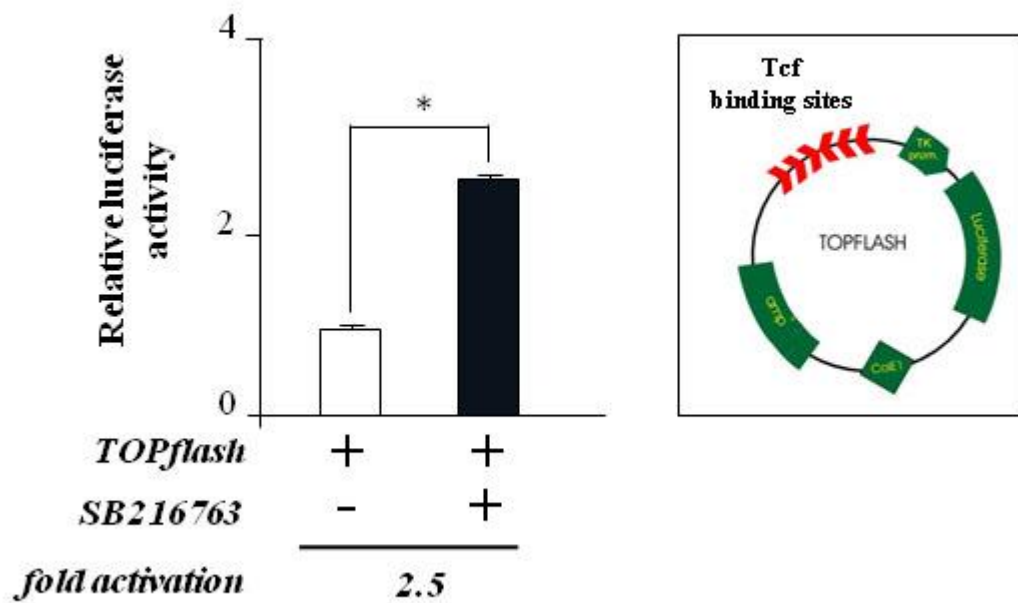 Relative luciferase
activity
4
2
0
*
TOPflash + +
SB216763 - +
fold activation 2.5
Tcf
binding sites
TK
prom.
Luciferase
TOPFLASH
amp
ColE1